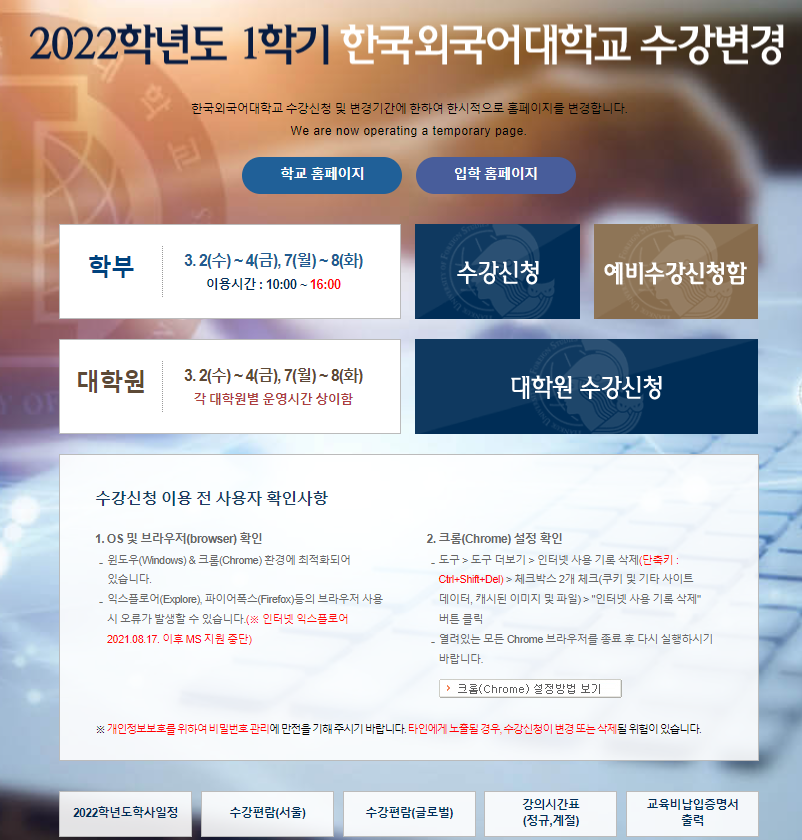 2022학년도 1학기 한국외국어대학교 수강변경
한국외국어대학교 수강신청 및 변경기간에 한하여 한시적으로 홈페이지를 변경합니다.
We are now operating a temporary page.
학교 홈페이지
입학 홈페이지
학부
3. 2(수) ~ 4(금), 7(월) ~ 8(화)
이용시간 : 10:00 ~ 16:00
수강신청
예비수강신청함
대학원
3. 2(수) ~ 4(금), 7(월) ~ 8(화)
각 대학원별 운영시간 상이함
대학원 수강신청
수강신청 이용 전 사용자 확인사항
1. OS 및 브라우저(browser) 확인
- 윈도우(Windows) & 크롬(Chrome) 환경에 최적화되어
있습니다.
- 익스플로어(Explore), 파이어폭스(Firefox)등의 브라우저 사용
시 오류가 발생할 수 있습니다.(※ 인터넷 익스플로어
2021.08.17. 이후 MS 지원 중단)
2. 크롬(Chrome) 설정 확인
- 도구 > 도구 더보기 > 인터넷 사용 기록 삭제(단축키 :
Ctrl+Shift+Del) > 체크박스 2개 체크(쿠키 및 기타 사이트
데이터, 캐시된 이미지 및 파일) > "인터넷 사용 기록 삭제"
버튼 클릭
- 열려있는 모든 Chrome 브라우저를 종료 후 다시 실행하시기
바랍니다.
› 크롬(Chrome) 설정방법 보기
※ 개인정보보호를 위하여 비밀번호 관리에 만전을 기해 주시기 바랍니다. 타인에게 노출될 경우, 수강신청이 변경 또는 삭제될 위험이 있습니다.
2022학년도학사일정
수강편람(서울)
수강편람(글로벌)
강의시간표
(정규,계절)
교육비납입증명서
출력